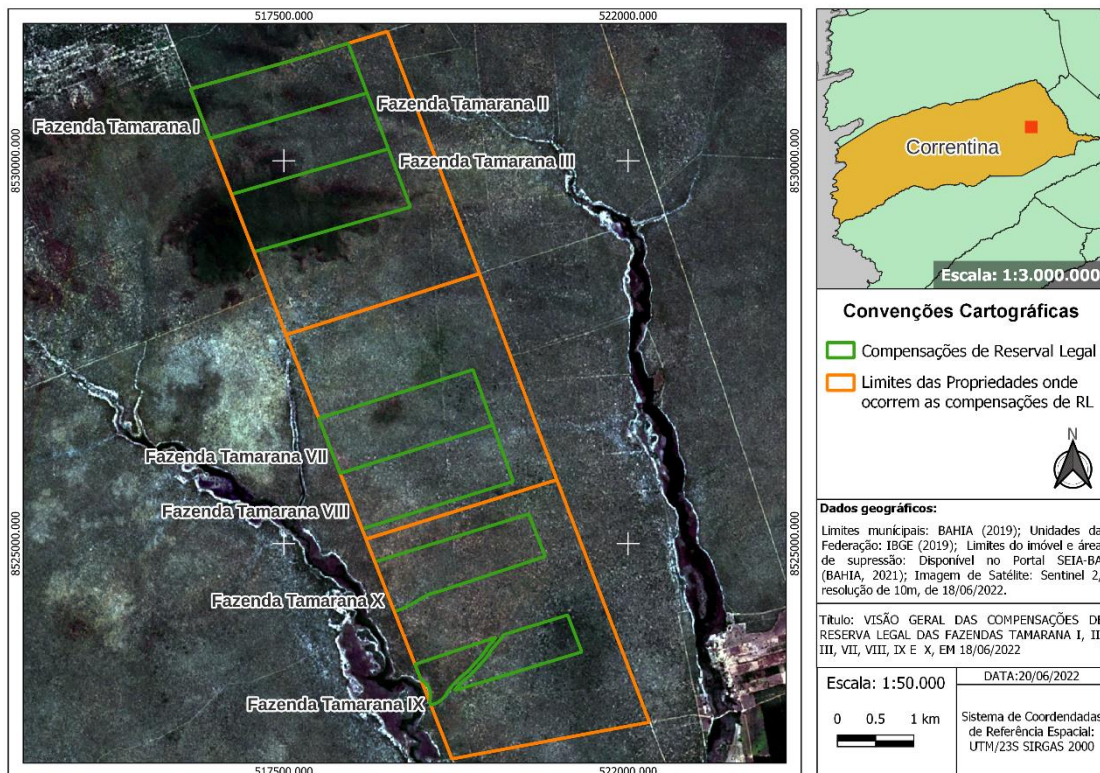 517500.000
522000.000
8530000.000
8530000.000
Fazenda Tamarana I
Fazenda Tamarana II
Fazenda Tamarana III
Fazenda Tamarana VII
Fazenda Tamarana VIII
8525000.000
8525000.000
Fazenda Tamarana X
Fazenda Tamarana IX
517500.000
522000.000
Correntina
Escala: 1:3.000.000
Convenções Cartográficas
Compensações de Reserval Legal
Limites das Propriedades onde
ocorrem as compensações de RL
N
Dados geográficos:
Limites municipais: BAHIA (2019); Unidades da
Federação: IBGE (2019); Limites do imóvel e área
de supressão: Disponível no Portal SEIA-BA
(BAHIA, 2021); Imagem de Satélite: Sentinel 2,
resolução de 10m, de 18/06/2022.
Título: VISÃO GERAL DAS COMPENSAÇÕES DE
RESERVA LEGAL DAS FAZENDAS TAMARANA I, II,
III, VII, VIII, IX E X, EM 18/06/2022
Escala: 1:50.000
0 0.5 1 km
DATA:20/06/2022
Sistema de Coordendadas
de Referência Espacial:
UTM/23S SIRGAS 2000